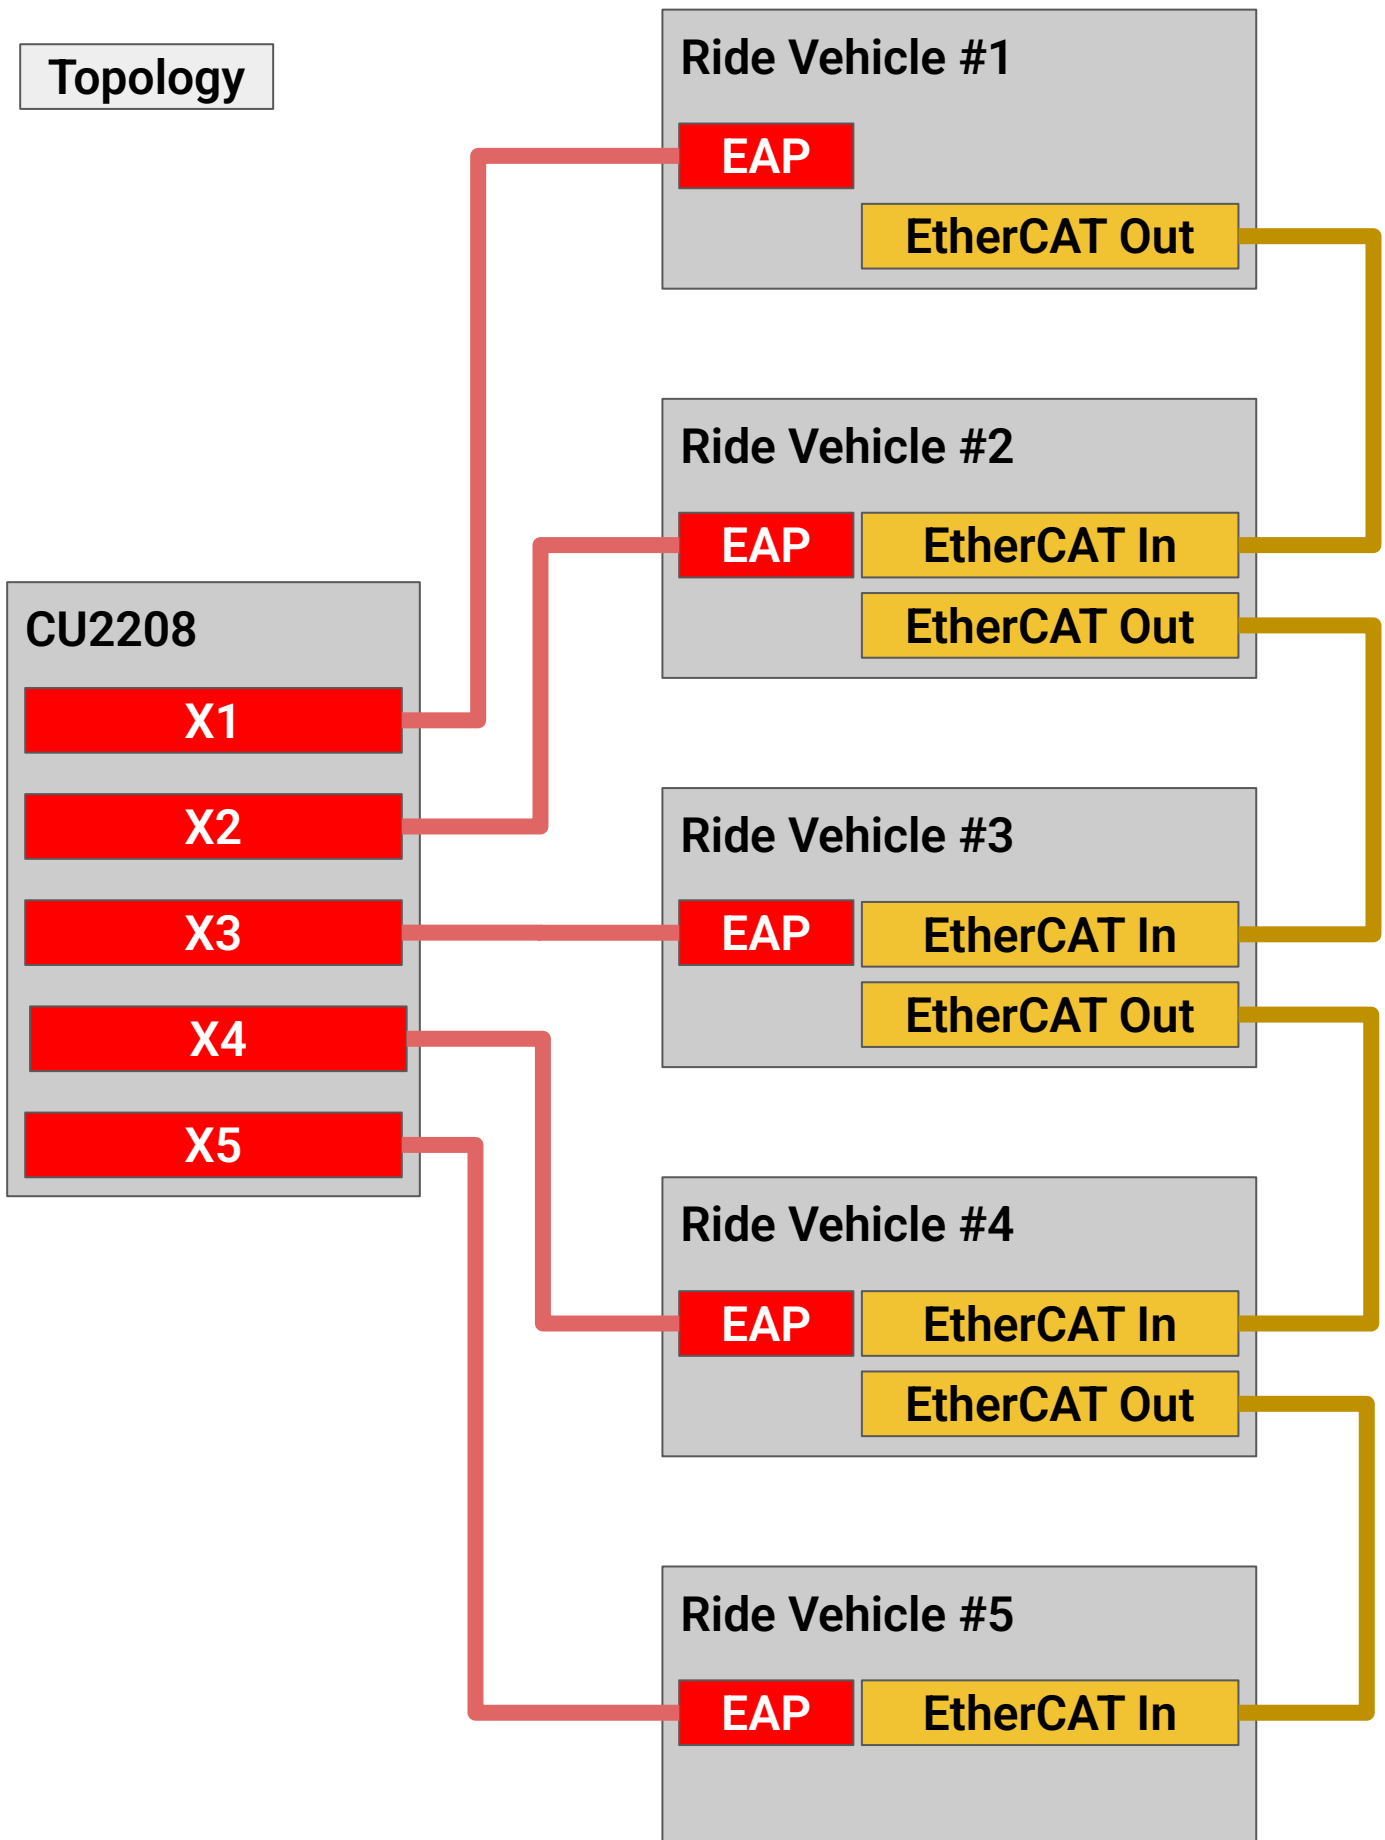 Topology
Ride Vehicle #1
EAP
EtherCAT Out
Ride Vehicle #2
EAP
EtherCAT In
EtherCAT Out
CU2208
X1
X2
X3
X4
X5
Ride Vehicle #3
EAP
EtherCAT In
EtherCAT Out
Ride Vehicle #4
EAP
EtherCAT In
EtherCAT Out
Ride Vehicle #5
EAP
EtherCAT In